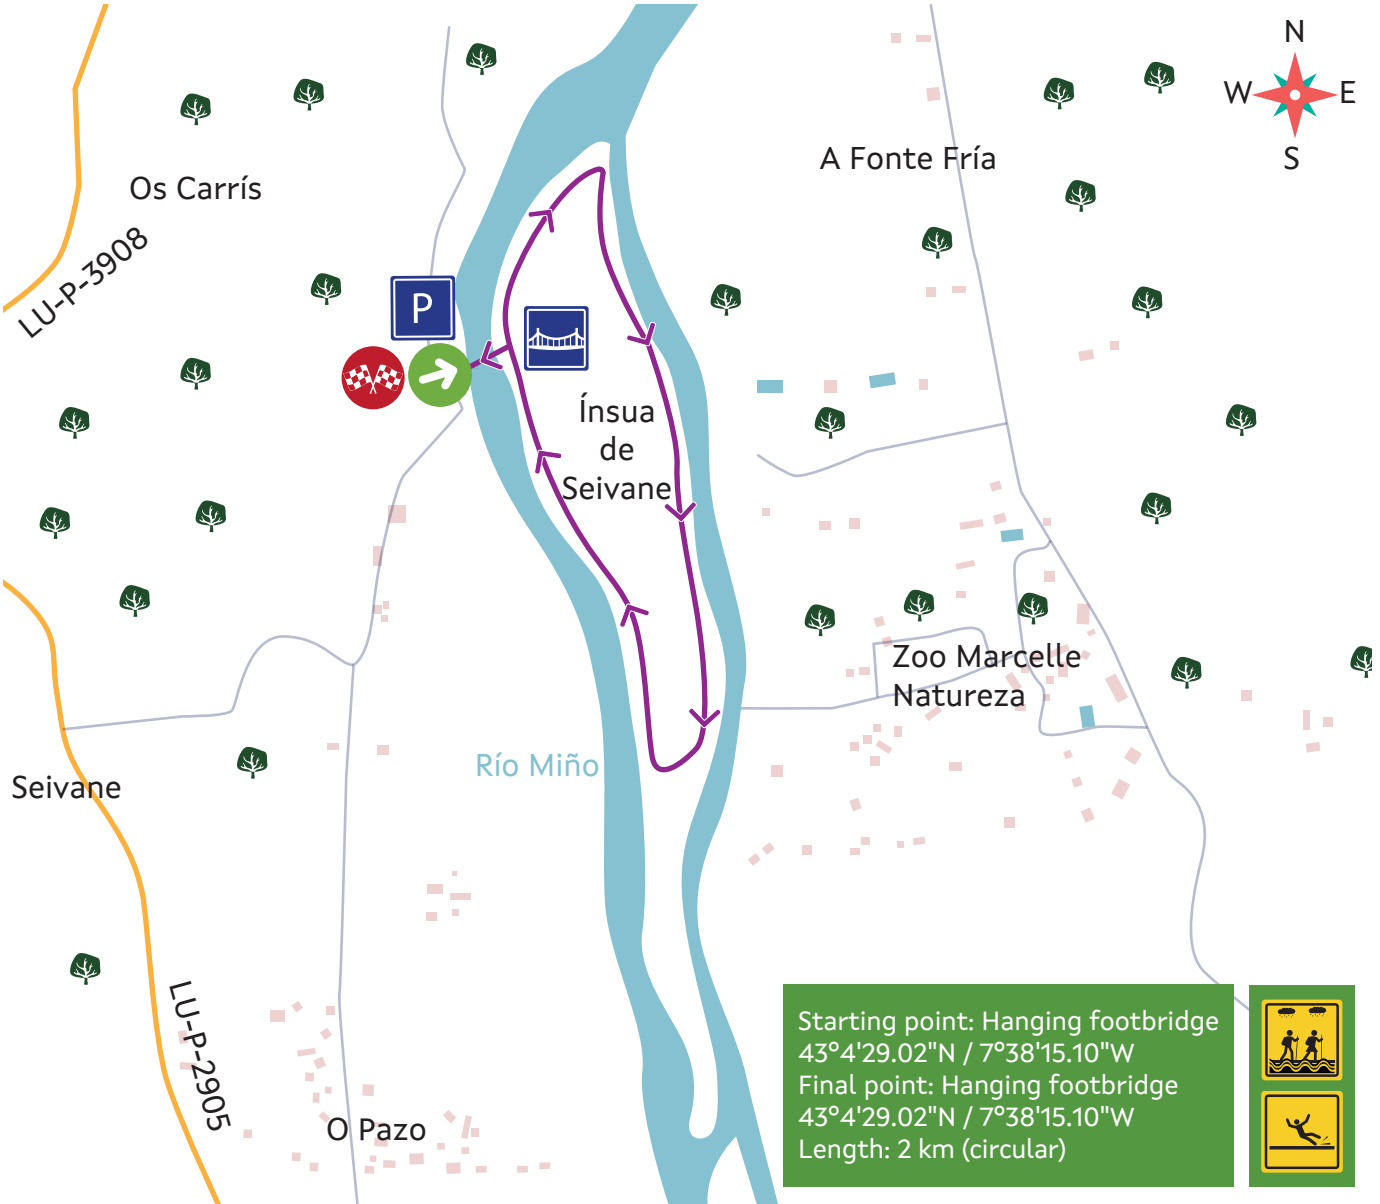 N
W E
S
A Fonte Fría
Os Carrís
LU-P-3908
P
Ínsua
de
Seivane
Zoo Marcelle
Natureza
Río Miño
Seivane
LU-P-2905
O Pazo
Starting point: Hanging footbridge
43°4'29.02"N / 7°38'15.10"W
Final point: Hanging footbridge
43°4'29.02"N / 7°38'15.10"W
Length: 2 km (circular)